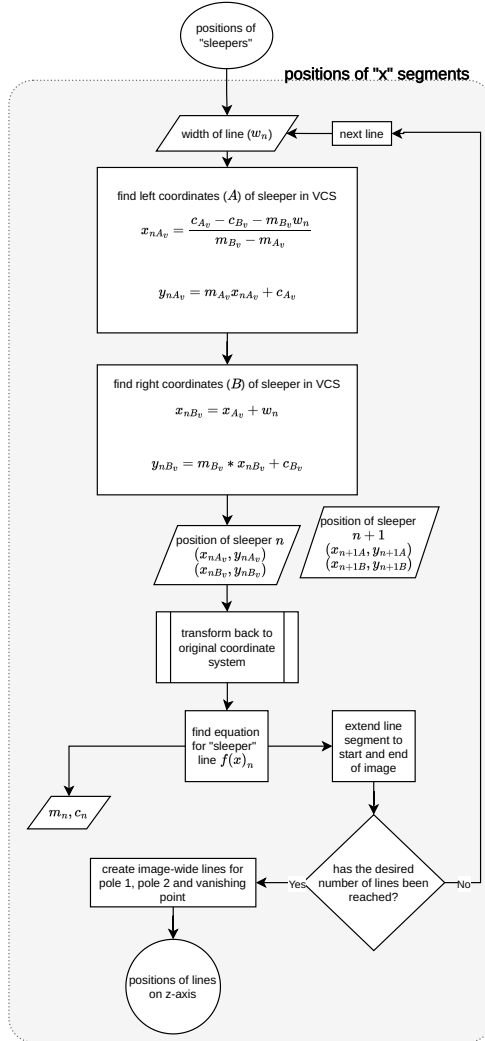 positions of
"sleepers"
positions of "x" segments
width of line (wₙ)
next line
find left coordinates (A) of sleeper in VCS
x_{nA_v} = \frac{c_{A_v} − c_{B_v} − m_{B_v} w_n}{m_{B_v} − m_{A_v}}
y_{nA_v} = m_{A_v} x_{nA_v} + c_{A_v}
find right coordinates (B) of sleeper in VCS
x_{nB_v} = x_{A_v} + w_n
y_{nB_v} = m_{B_v} * x_{nB_v} + c_{B_v}
position of sleeper n
(x_{nA_v}, y_{nA_v})
(x_{nB_v}, y_{nB_v})
position of sleeper
n + 1
(x_{n+1A}, y_{n+1A})
(x_{n+1B}, y_{n+1B})
transform back to
original coordinate
system
find equation
for "sleeper"
line f(x)_n
extend line
segment to
start and end
of image
m_n, c_n
has the desired
number of lines been
reached?
Yes
No
create image-wide lines for
pole 1, pole 2 and vanishing
point
positions of lines
on z-axis